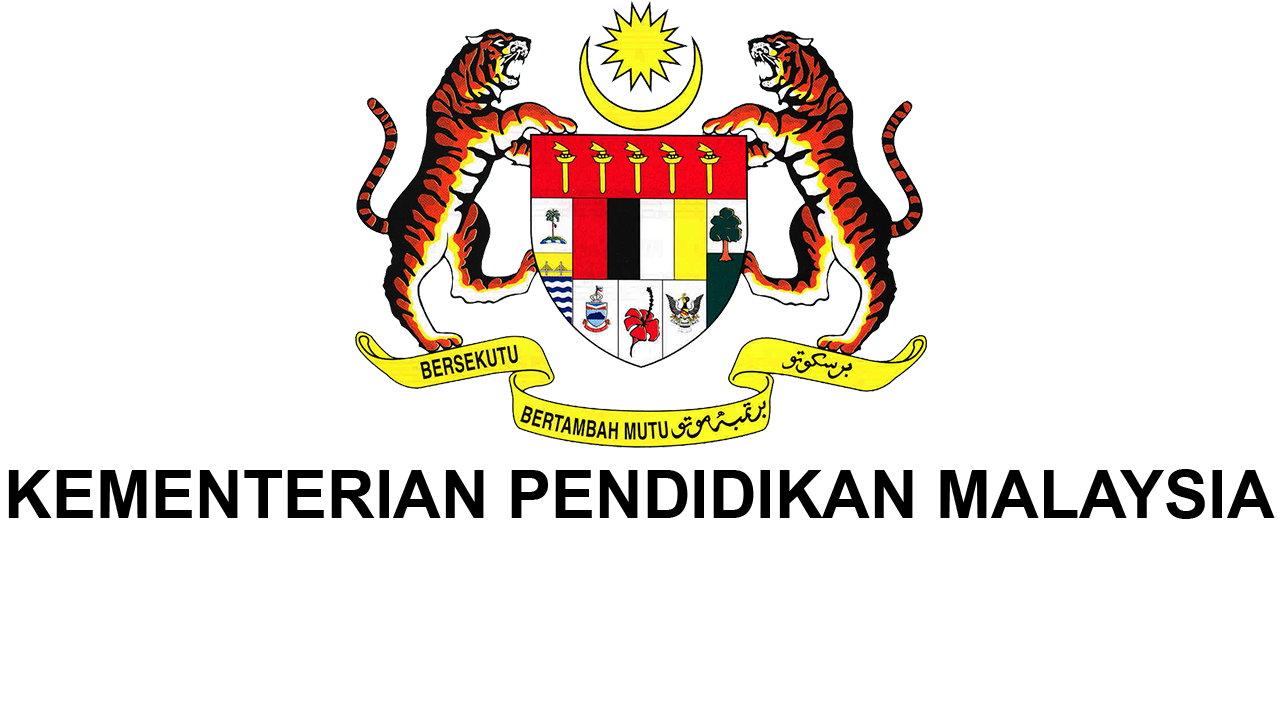 BERSEKUTU
برسکوتو
BERTAMBAH MUTU برتمبه موتو
KEMENTERIAN PENDIDIKAN MALAYSIA